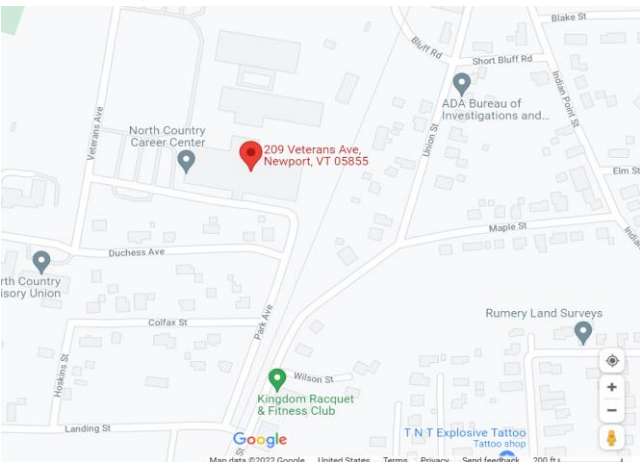 Blake St
Bluff Rd
Short Bluff Rd
Indian Point St
ADA Bureau of
Investigations and...
Veterans Ave
North Country
Career Center
209 Veterans Ave,
Newport, VT 05855
Union St
Elm St
Maple St
Duchess Ave
rth Country
isory Union
Colfax St
Park Ave
Rumery Land Surveys
Hoskins St
Wilson St
Kingdom Racquet
& Fitness Club
Landing St
T N T Explosive Tattoo
Tattoo shop
Google
Map data ©2022 Google United States Terms Privacy Send feedback 200 ft